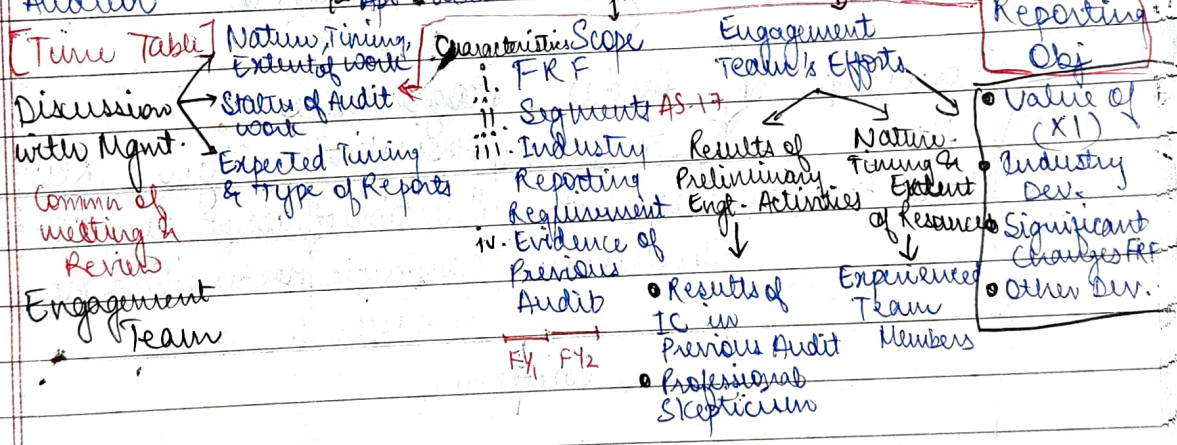 [Time Table]
Discussion
with Mgmt.
Commn of
meeting &
Review
Engagement
Team
Nature, Timing,
Extent of work
Status of Audit
work
Expected Timing
& Type of Reports
Characteristics Scope
i. FRF
ii Segments AS-17
iii. Industry
Reporting
Requirement
iv. Evidence of
Previous
Audit
FY1 FY2
Engagement
Team's Efforts
Results of
Preliminary
Engt. Activities
• Results of
IC in
Previous Audit
• Professional
Skepticism
Nature
Timing &
Extent
of Resources
Experienced
Team
Members
Reporting
Obj
• Value of
(XI)
• Industry
Dev.
• Significant
Changes FRF
• Other Dev.